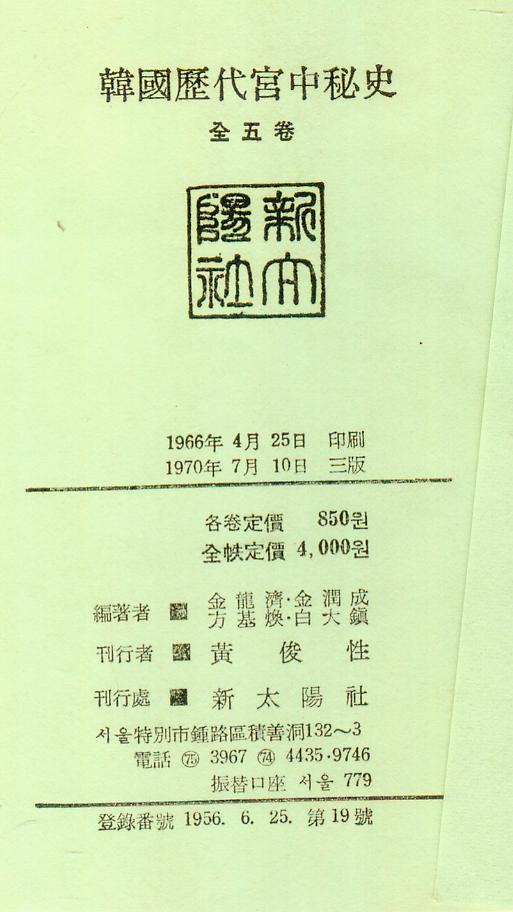 韓國歷代宮中秘史
全五卷
新太
陽社
1966年 4月 25日 印刷
1970年 7月 10日 三版
各卷定價 850원
全帙定價 4,000원
編著者 金龍濟·金潤成
方基煥·白大鎭
刊行者 黃俊性
刊行處 新太陽社
서울特別市鍾路區積善洞132～3
電話 ㉗ 3967 ㉔ 4435·9746
振替口座 서울 779
登錄番號 1956. 6. 25. 第19號